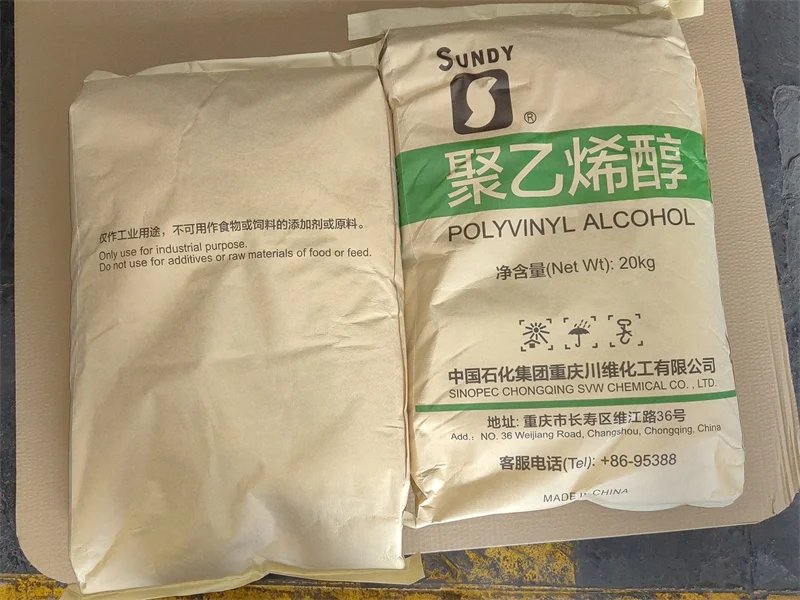 仅作工业用途，不可用作食物或饲料的添加剂或原料。
Only use for industrial purpose.
Do not use for additives or raw materials of food or feed.
SUNDY
®
聚乙烯醇
POLYVINYL ALCOHOL
净含量(Net Wt): 20kg
中国石化集团重庆川维化工有限公司
SINOPEC CHONGQING SVW CHEMICAL CO. , LTD.
地址: 重庆市长寿区维江路36号
Add.: NO. 36 Weijiang Road, Changshou, Chongqing, China
客服电话(Tel): +86-95388
MADE IN CHINA